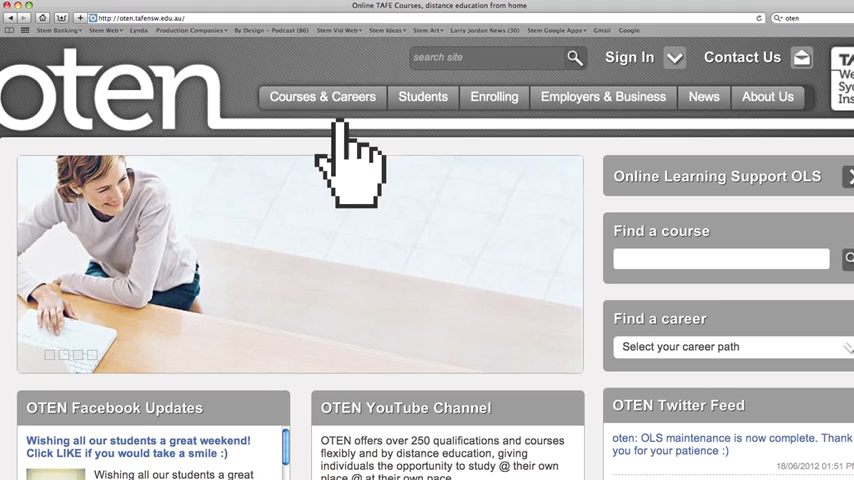 Online TAFE Courses, distance education from home
http://oten.tafensw.edu.au/
oten
Stem Banking
Stem Web
Lynda
Production Companies
By Design - Podcast (86)
Stem Vid Web
Stem Ideas
Stem Art
Larry Jordan News (30)
Stem Google Apps
Gmail
Google
oten
search site
Sign In
Contact Us
TA
We
Syd
Ins
Courses & Careers
Students
Enrolling
Employers & Business
News
About Us
Online Learning Support OLS
Find a course
Find a career
Select your career path
OTEN Facebook Updates
Wishing all our students a great weekend!
Click LIKE if you would take a smile :)
Wishing all our students a great
OTEN YouTube Channel
OTEN offers over 250 qualifications and courses
flexibly and by distance education, giving
individuals the opportunity to study @ their own
place @ at their own pace
OTEN Twitter Feed
oten: OLS maintenance is now complete. Thank
you for your patience :)
18/06/2012 01:51 PM